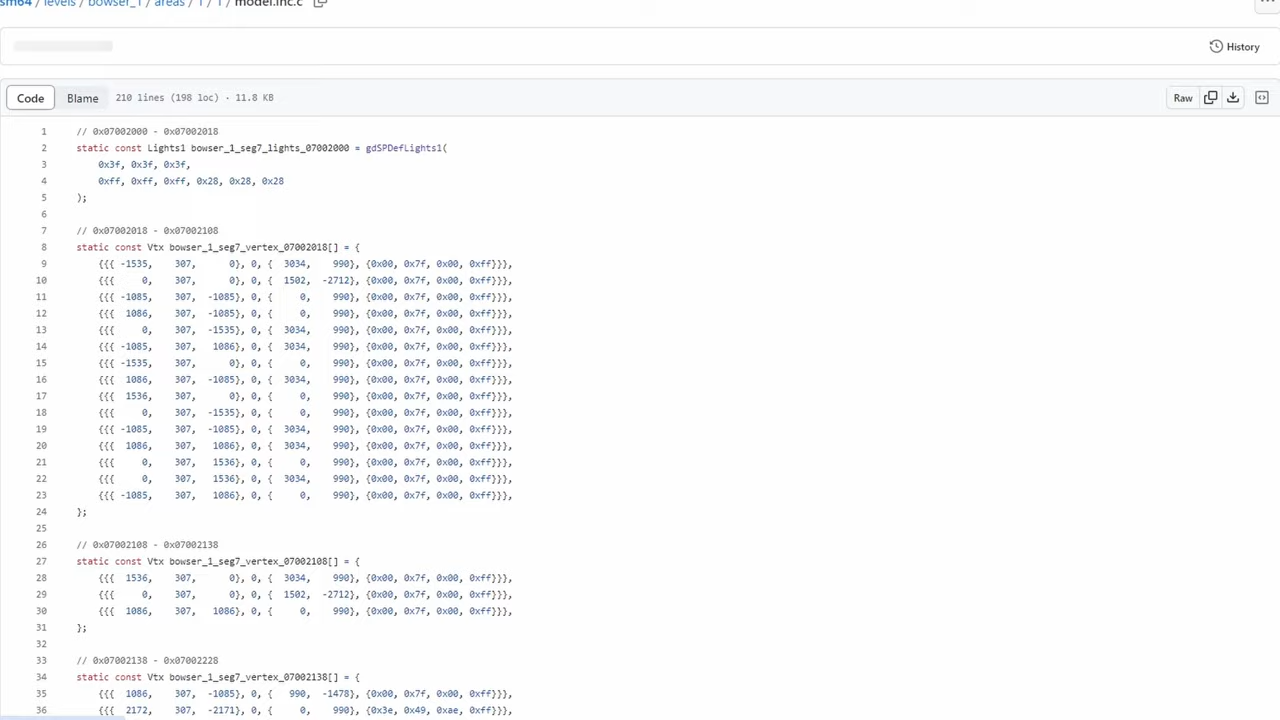 sm64 / levels / bowser_1 / areas / 1 / 1 / model.inc.c
History
Code Blame 210 lines (198 loc) · 11.8 KB Raw
1 // 0x07002000 - 0x07002018
2 static const Lights1 bowser_1_seg7_lights_07002000 = gdSPDefLights1(
3 0x3f, 0x3f, 0x3f,
4 0xff, 0xff, 0xff, 0x28, 0x28, 0x28
5 );
6
7 // 0x07002018 - 0x07002108
8 static const Vtx bowser_1_seg7_vertex_07002018[] = {
9 {{{ -1535, 307, 0}, 0, { 3034, 990}, {0x00, 0x7f, 0x00, 0xff}}},
10 {{{ 0, 307, 0}, 0, { 1502, -2712}, {0x00, 0x7f, 0x00, 0xff}}},
11 {{{ -1085, 307, -1085}, 0, { 0, 990}, {0x00, 0x7f, 0x00, 0xff}}},
12 {{{ 1086, 307, -1085}, 0, { 0, 990}, {0x00, 0x7f, 0x00, 0xff}}},
13 {{{ 0, 307, -1535}, 0, { 3034, 990}, {0x00, 0x7f, 0x00, 0xff}}},
14 {{{ -1085, 307, 1086}, 0, { 3034, 990}, {0x00, 0x7f, 0x00, 0xff}}},
15 {{{ -1535, 307, 0}, 0, { 0, 990}, {0x00, 0x7f, 0x00, 0xff}}},
16 {{{ 1086, 307, -1085}, 0, { 3034, 990}, {0x00, 0x7f, 0x00, 0xff}}},
17 {{{ 1536, 307, 0}, 0, { 0, 990}, {0x00, 0x7f, 0x00, 0xff}}},
18 {{{ 0, 307, -1535}, 0, { 0, 990}, {0x00, 0x7f, 0x00, 0xff}}},
19 {{{ -1085, 307, -1085}, 0, { 3034, 990}, {0x00, 0x7f, 0x00, 0xff}}},
20 {{{ 1086, 307, 1086}, 0, { 3034, 990}, {0x00, 0x7f, 0x00, 0xff}}},
21 {{{ 0, 307, 1536}, 0, { 0, 990}, {0x00, 0x7f, 0x00, 0xff}}},
22 {{{ 0, 307, 1536}, 0, { 3034, 990}, {0x00, 0x7f, 0x00, 0xff}}},
23 {{{ -1085, 307, 1086}, 0, { 0, 990}, {0x00, 0x7f, 0x00, 0xff}}},
24 };
25
26 // 0x07002108 - 0x07002138
27 static const Vtx bowser_1_seg7_vertex_07002108[] = {
28 {{{ 1536, 307, 0}, 0, { 3034, 990}, {0x00, 0x7f, 0x00, 0xff}}},
29 {{{ 0, 307, 0}, 0, { 1502, -2712}, {0x00, 0x7f, 0x00, 0xff}}},
30 {{{ 1086, 307, 1086}, 0, { 0, 990}, {0x00, 0x7f, 0x00, 0xff}}},
31 };
32
33 // 0x07002138 - 0x07002228
34 static const Vtx bowser_1_seg7_vertex_07002138[] = {
35 {{{ 1086, 307, -1085}, 0, { 990, -1478}, {0x00, 0x7f, 0x00, 0xff}}},
36 {{{ 2172, 307, -2171}, 0, { 0, 990}, {0x3e, 0x49, 0xae, 0xff}}},